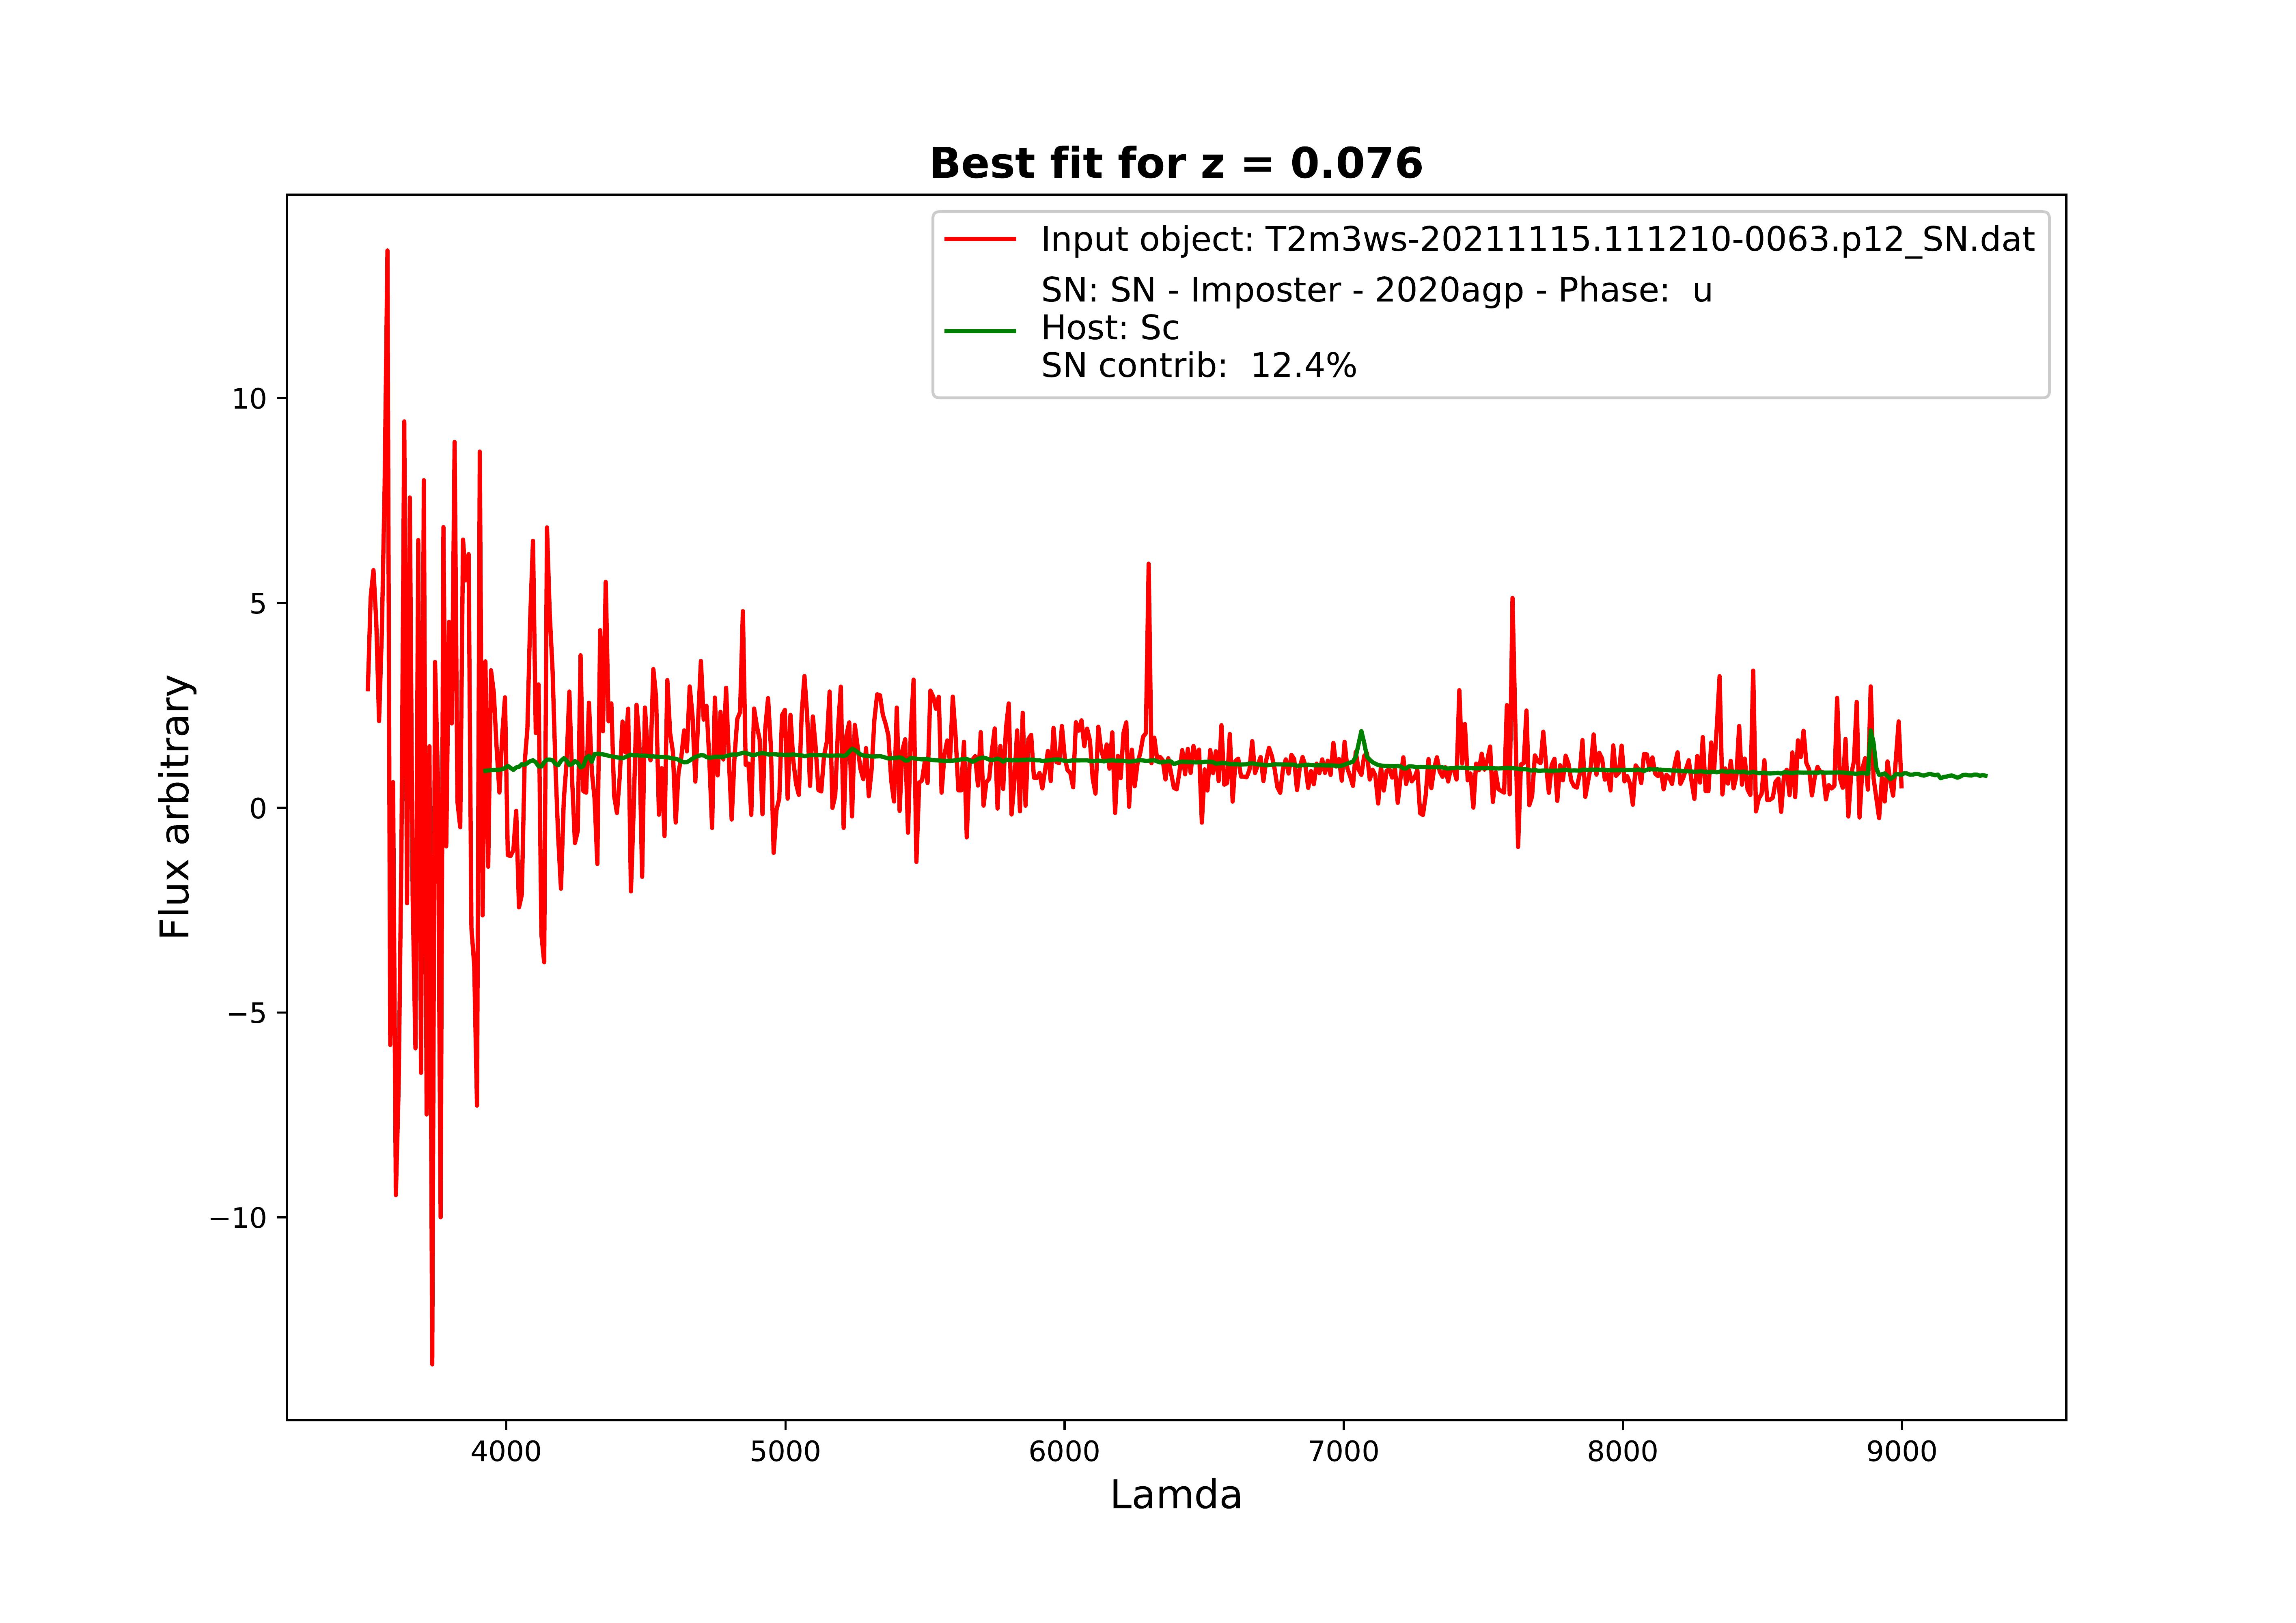 Best fit for z = 0.076
Input object: T2m3ws-20211115.111210-0063.p12_SN.dat
SN: SN - Imposter - 2020agp - Phase:  u
Host: Sc
SN contrib:  12.4%
10
5
0
−5
−10
Flux arbitrary
4000 5000 6000 7000 8000 9000
Lamda